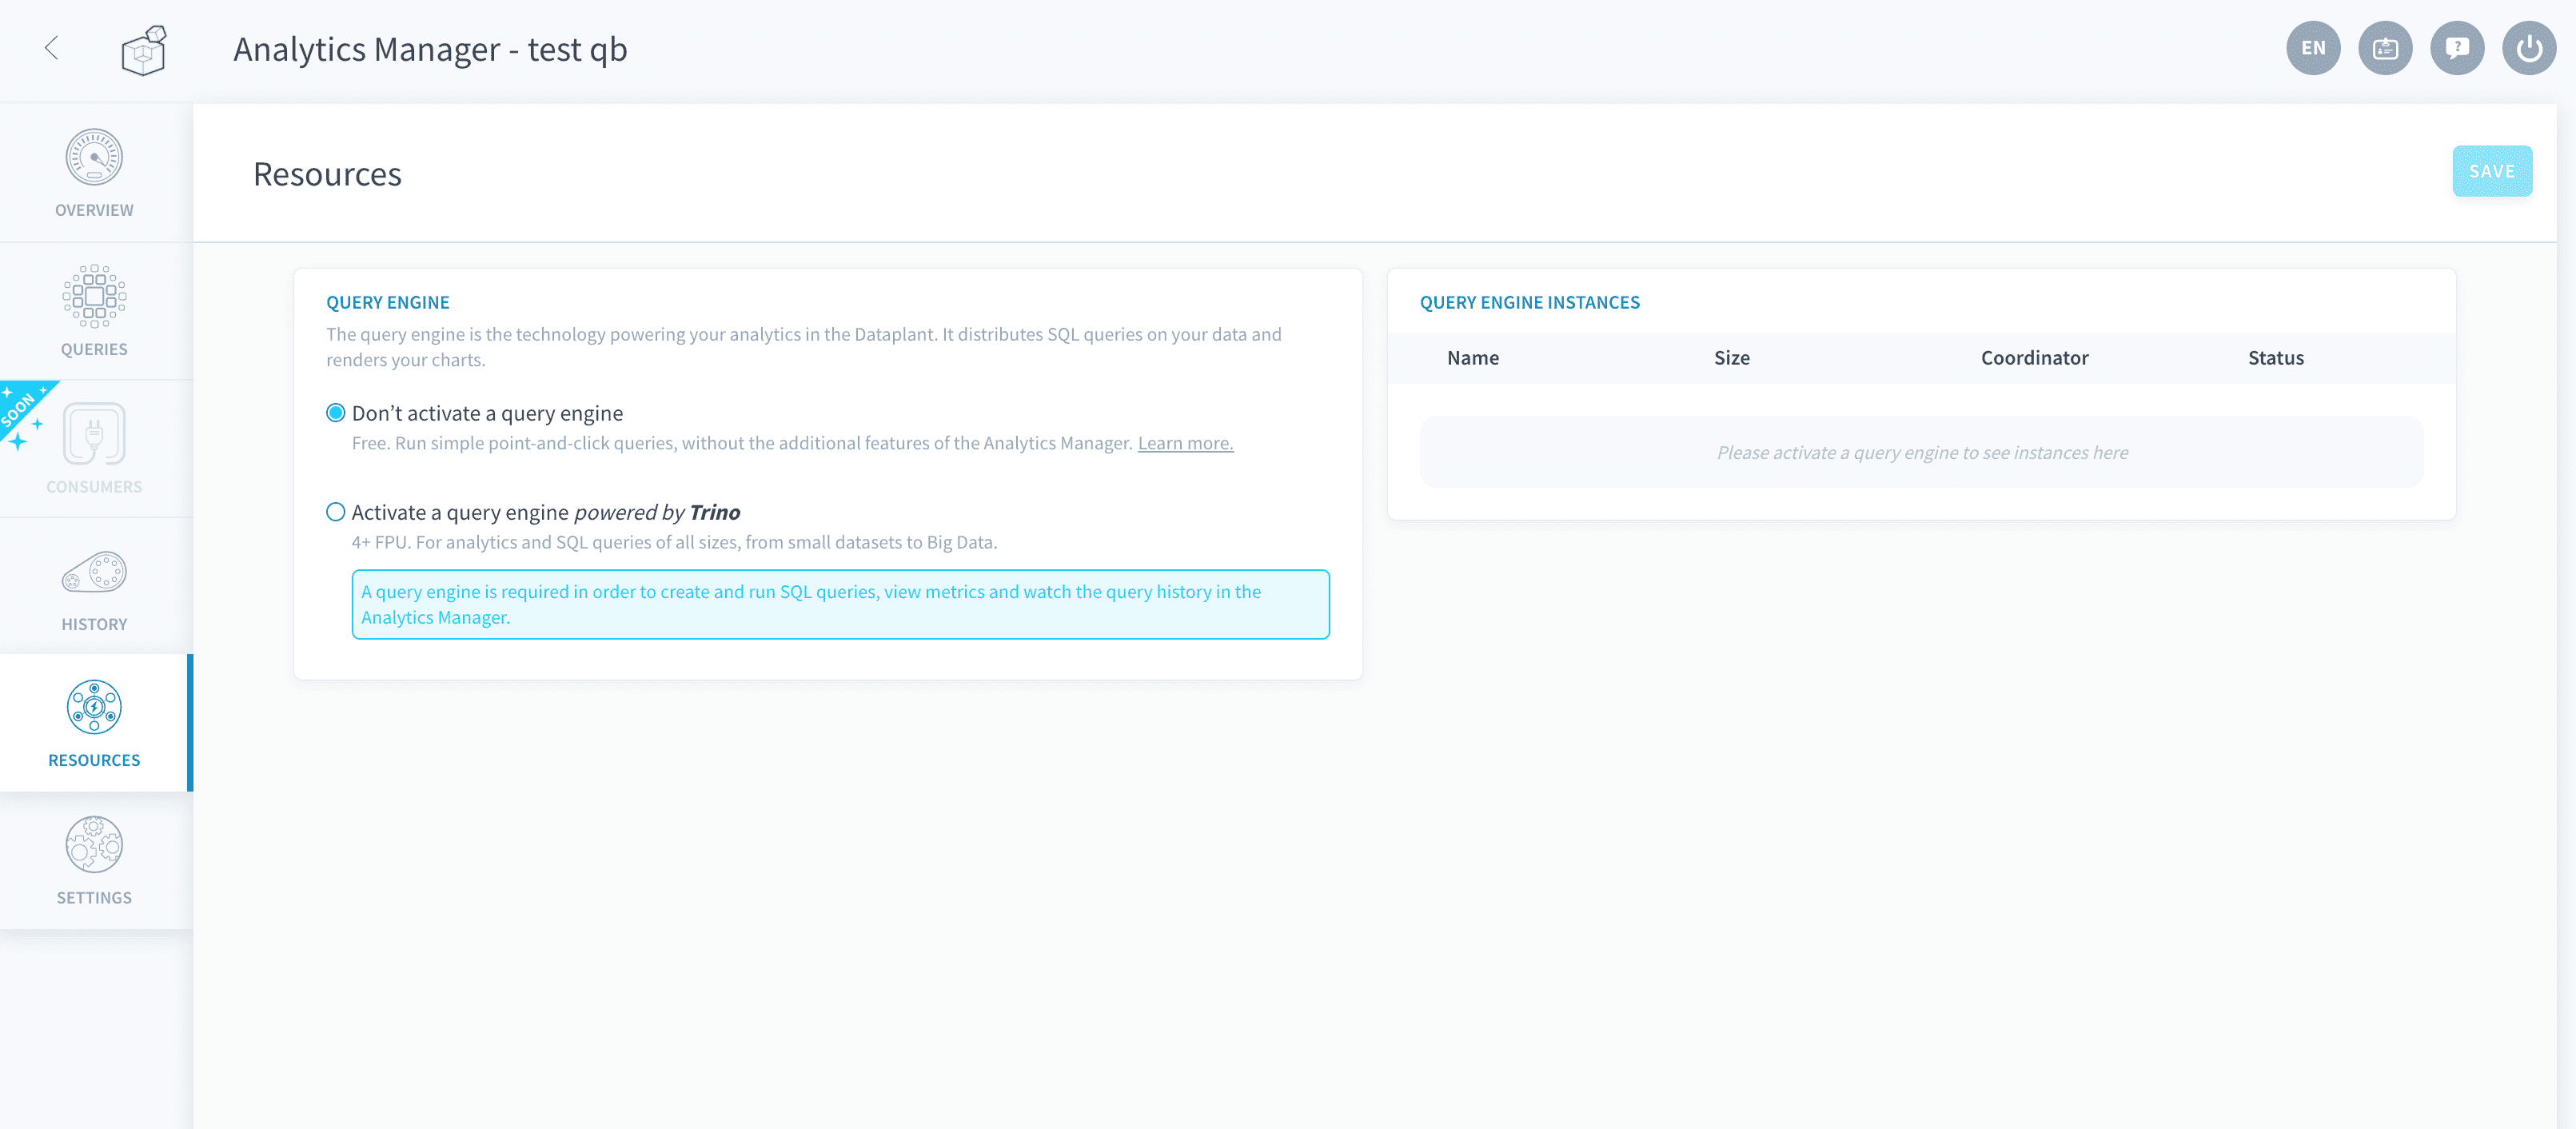 Analytics Manager - test qb
EN
OVERVIEW
QUERIES
SOON
CONSUMERS
HISTORY
RESOURCES
SETTINGS
Resources
SAVE
QUERY ENGINE
The query engine is the technology powering your analytics in the Dataplant. It distributes SQL queries on your data and
renders your charts.
Don’t activate a query engine
Free. Run simple point-and-click queries, without the additional features of the Analytics Manager. Learn more.
Activate a query engine powered by Trino
4+ FPU. For analytics and SQL queries of all sizes, from small datasets to Big Data.
A query engine is required in order to create and run SQL queries, view metrics and watch the query history in the
Analytics Manager.
QUERY ENGINE INSTANCES
Name Size Coordinator Status
Please activate a query engine to see instances here